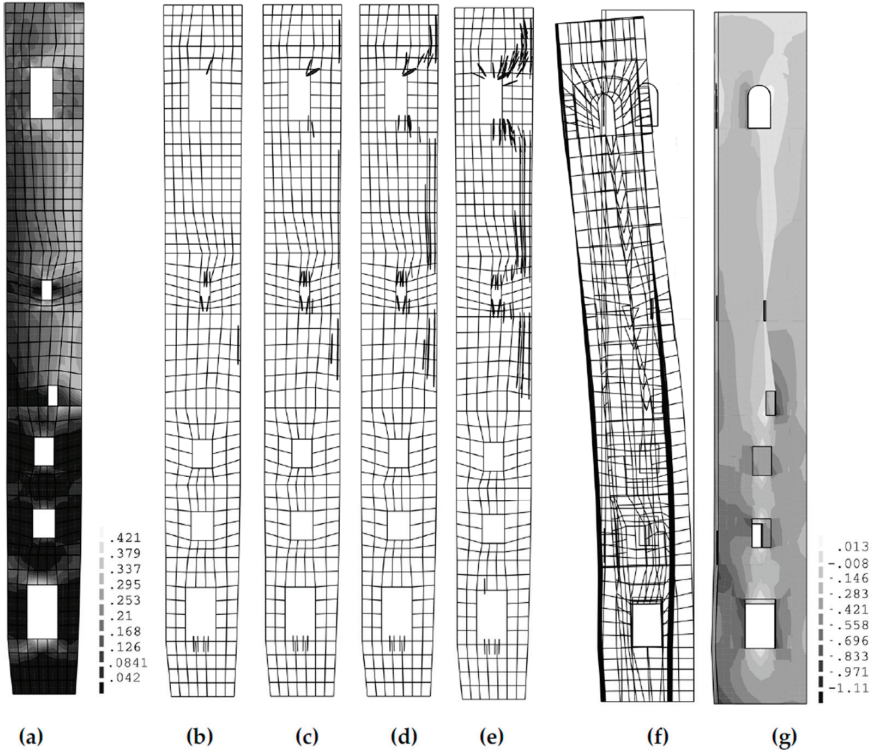 .421
.379
.337
.295
.253
.21
.168
.126
.0841
.042
.013
-.008
-.146
-.283
-.421
-.558
-.696
-.833
-.971
-1.11
(a)
(b)
(c)
(d)
(e)
(f)
(g)